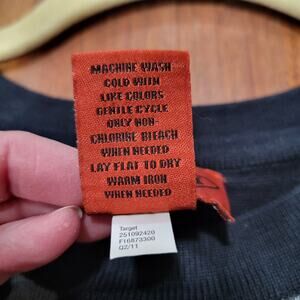 MACHINE WASH
COLD WITH
LIKE COLORS
GENTLE CYCLE
ONLY NON-
CHLORINE BLEACH
WHEN NEEDED
LAY FLAT TO DRY
WARM IRON
WHEN NEEDED
Target
251092420
F16873300
Q2/11